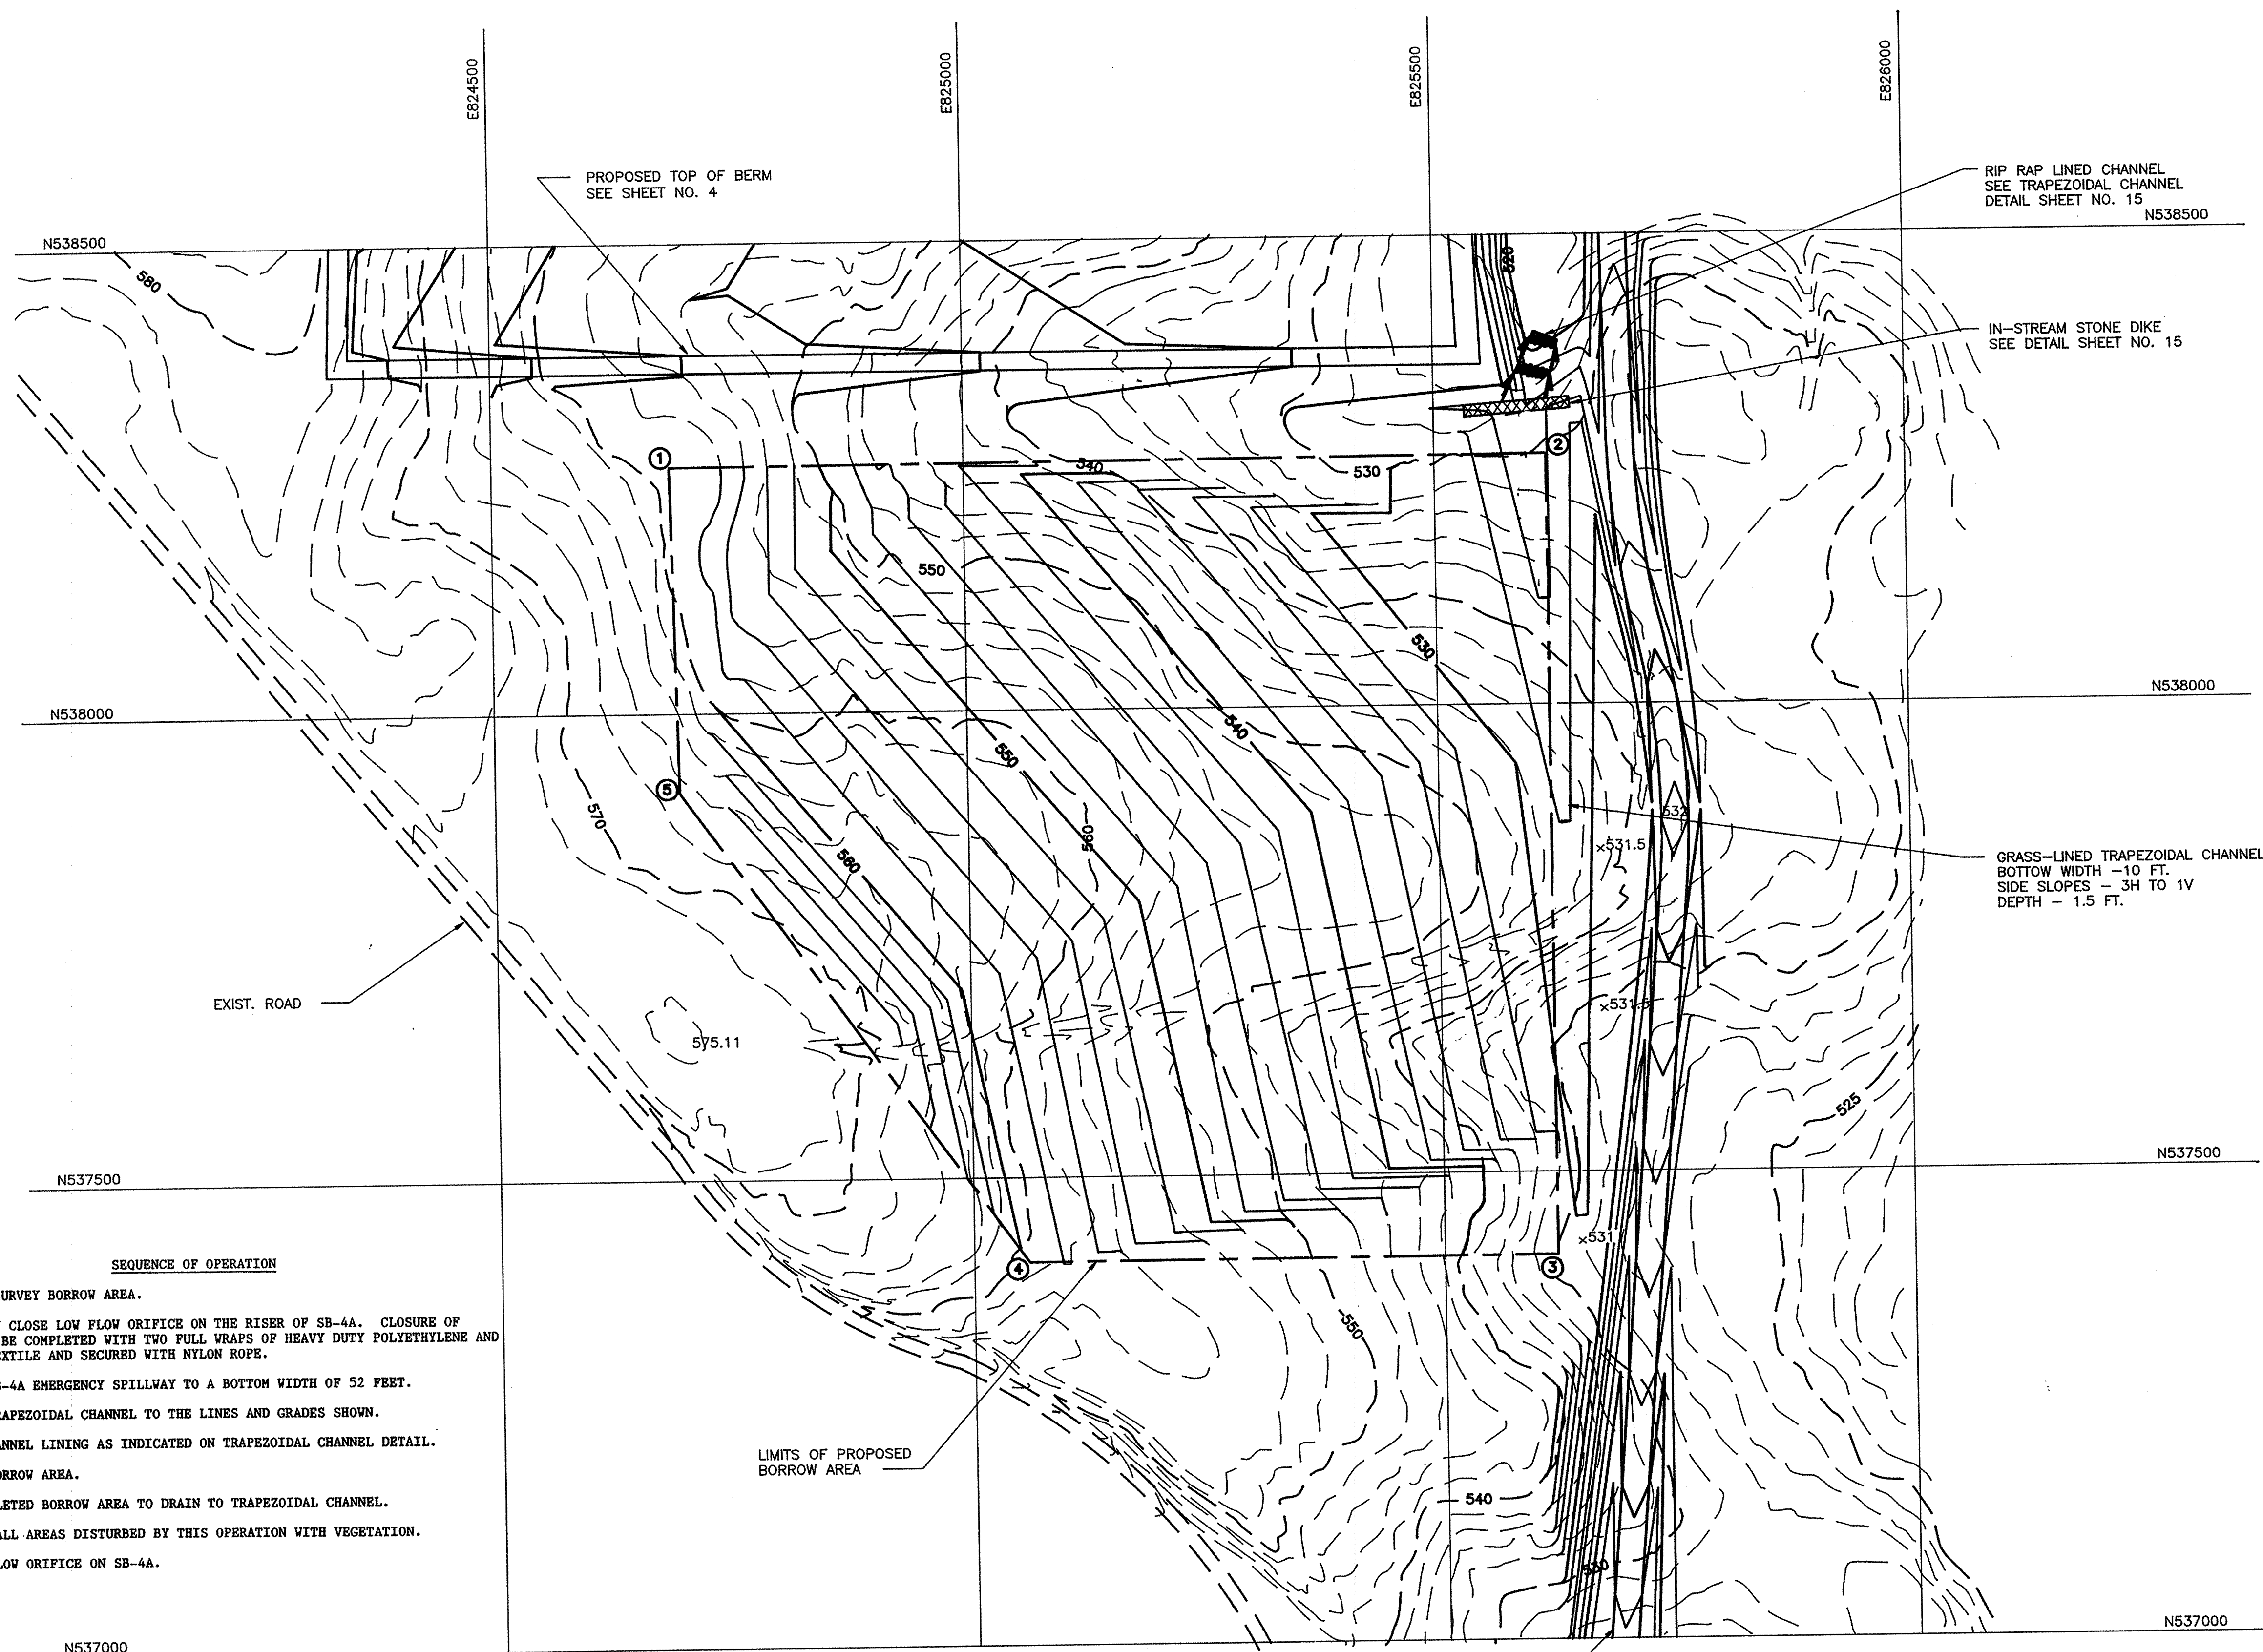 E824500
E825000
E825500
E826000
PROPOSED TOP OF BERM
SEE SHEET NO. 4
RIP RAP LINED CHANNEL
SEE TRAPEZOIDAL CHANNEL
DETAIL SHEET NO. 15
N538500
N538500
580
520
IN-STREAM STONE DIKE
SEE DETAIL SHEET NO. 15
1
2
540
530
550
530
N538000
N538000
540
550
5
570
560
560
532
×531.5
GRASS-LINED TRAPEZOIDAL CHANNEL
BOTTOW WIDTH -10 FT.
SIDE SLOPES - 3H TO 1V
DEPTH - 1.5 FT.
EXIST. ROAD
×531.5
575.11
525
N537500
N537500
×531
4
3
SEQUENCE OF OPERATION
SURVEY BORROW AREA.
CLOSE LOW FLOW ORIFICE ON THE RISER OF SB-4A. CLOSURE OF
BE COMPLETED WITH TWO FULL WRAPS OF HEAVY DUTY POLYETHYLENE AND
EXTILE AND SECURED WITH NYLON ROPE.
-4A EMERGENCY SPILLWAY TO A BOTTOM WIDTH OF 52 FEET.
RAPEZOIDAL CHANNEL TO THE LINES AND GRADES SHOWN.
ANNEL LINING AS INDICATED ON TRAPEZOIDAL CHANNEL DETAIL.
ORROW AREA.
LETED BORROW AREA TO DRAIN TO TRAPEZOIDAL CHANNEL.
ALL AREAS DISTURBED BY THIS OPERATION WITH VEGETATION.
LOW ORIFICE ON SB-4A.
550
LIMITS OF PROPOSED
BORROW AREA
540
530
N537000
N537000